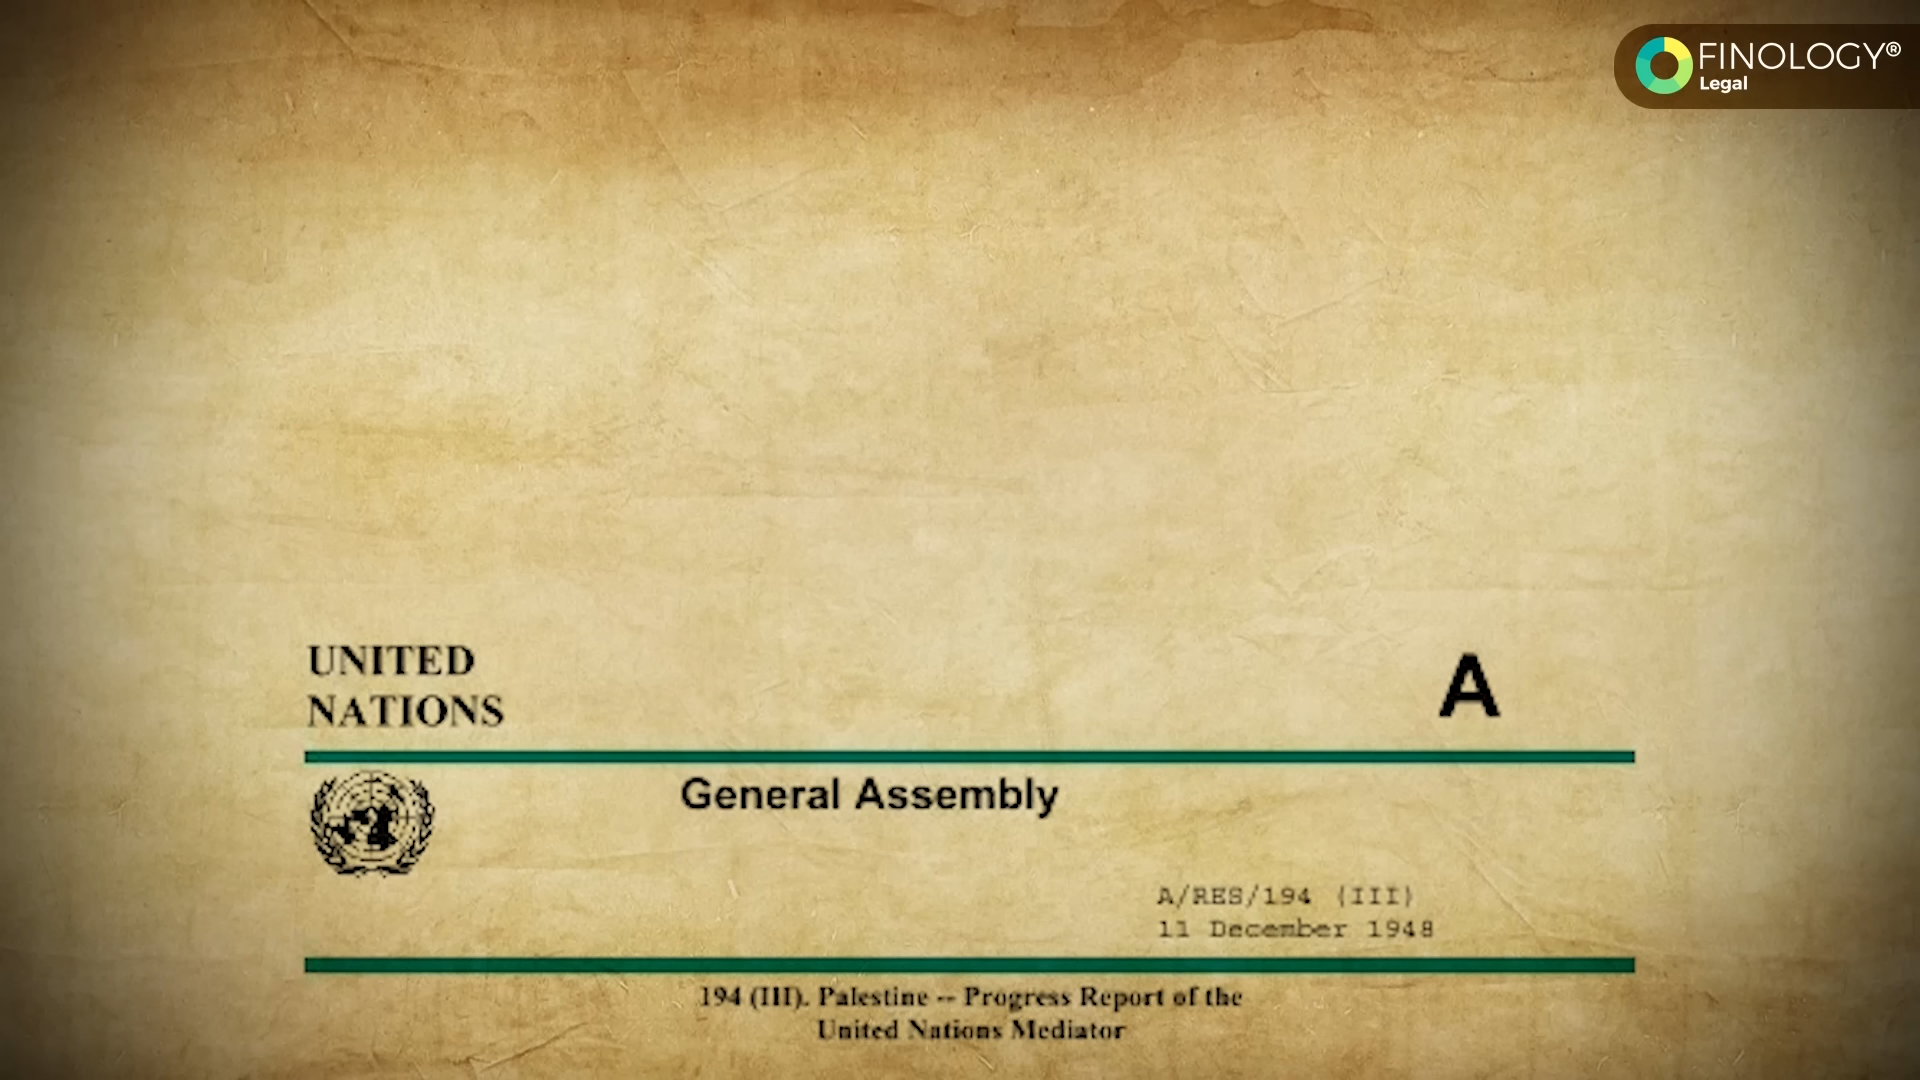 FINOLOGY®
Legal
UNITED
NATIONS
A
General Assembly
A/RES/194 (III)
11 December 1948
194 (III). Palestine -- Progress Report of the
United Nations Mediator